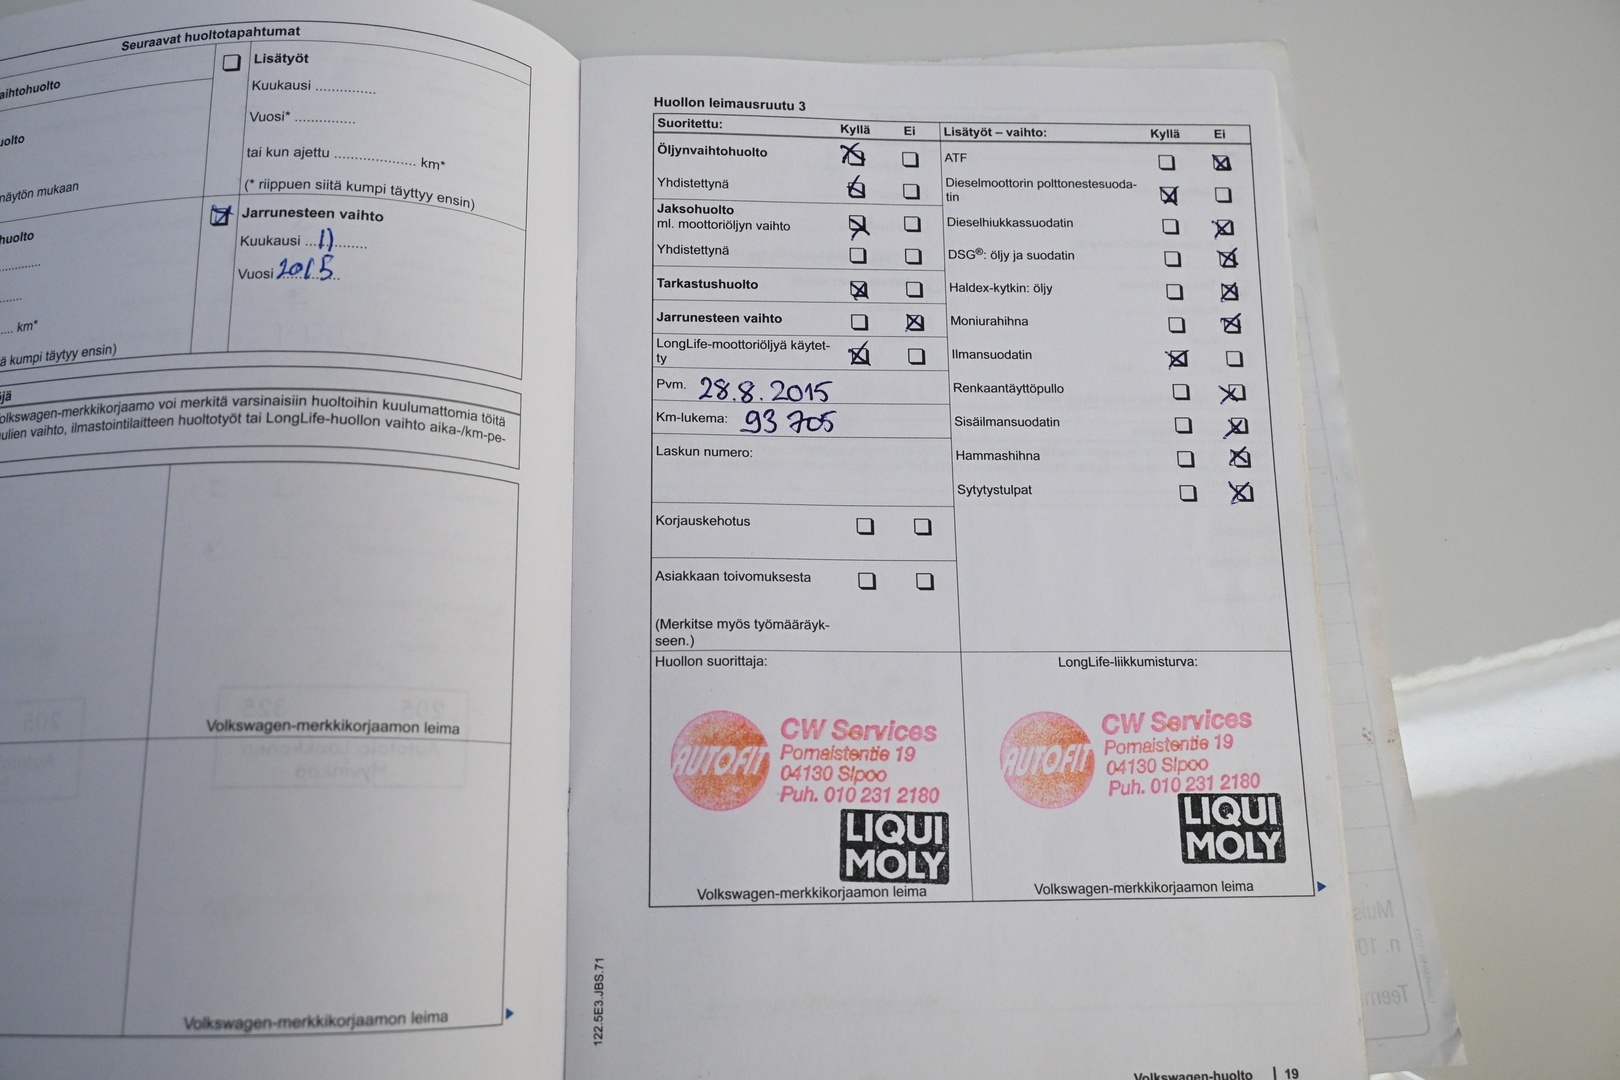 Seuraavat huoltotapahtumat
Lisätyöt
Kuukausi ..............
Vuosi* ..............
tai kun ajettu ................... km*
(* riippuen siitä kumpi täyttyy ensin)
Jarrunesteen vaihto
Kuukausi ...11........
Vuosi 2015..
aihtohuolto
uolto
näytön mukaan
huolto
.... km*
ä kumpi täytyy ensin)
jä
olkswagen-merkkikorjaamo voi merkitä varsinaisiin huoltoihin kuulumattomia töitä
ulien vaihto, ilmastointilaitteen huoltotyöt tai LongLife-huollon vaihto aika-/km-pe-
Volkswagen-merkkikorjaamon leima
Volkswagen-merkkikorjaamon leima
Huollon leimausruutu 3
Suoritettu: Kyllä Ei
Öljynvaihtohuolto
Yhdistettynä
Jaksohuolto
ml. moottoriöljyn vaihto
Yhdistettynä
Tarkastushuolto
Jarrunesteen vaihto
LongLife-moottoriöljyä käytet-
ty
Pvm. 28.8.2015
Km-lukema: 93 705
Laskun numero:
Korjauskehotus
Asiakkaan toivomuksesta
(Merkitse myös työmääräyk-
seen.)
Lisätyöt – vaihto: Kyllä Ei
ATF
Dieselmoottorin polttonestesuoda-
tin
Dieselhiukkassuodatin
DSG®: öljy ja suodatin
Haldex-kytkin: öljy
Moniurahihna
Ilmansuodatin
Renkaantäyttöpullo
Sisäilmansuodatin
Hammashihna
Sytytystulpat
Huollon suorittaja:
AUTOFIT
CW Services
Pornaistentie 19
04130 Sipoo
Puh. 010 231 2180
LIQUI
MOLY
Volkswagen-merkkikorjaamon leima
LongLife-liikkumisturva:
AUTOFIT
CW Services
Pornaistentie 19
04130 Sipoo
Puh. 010 231 2180
LIQUI
MOLY
Volkswagen-merkkikorjaamon leima
122.5E3.JBS.71
Volkswagen-huolto | 19